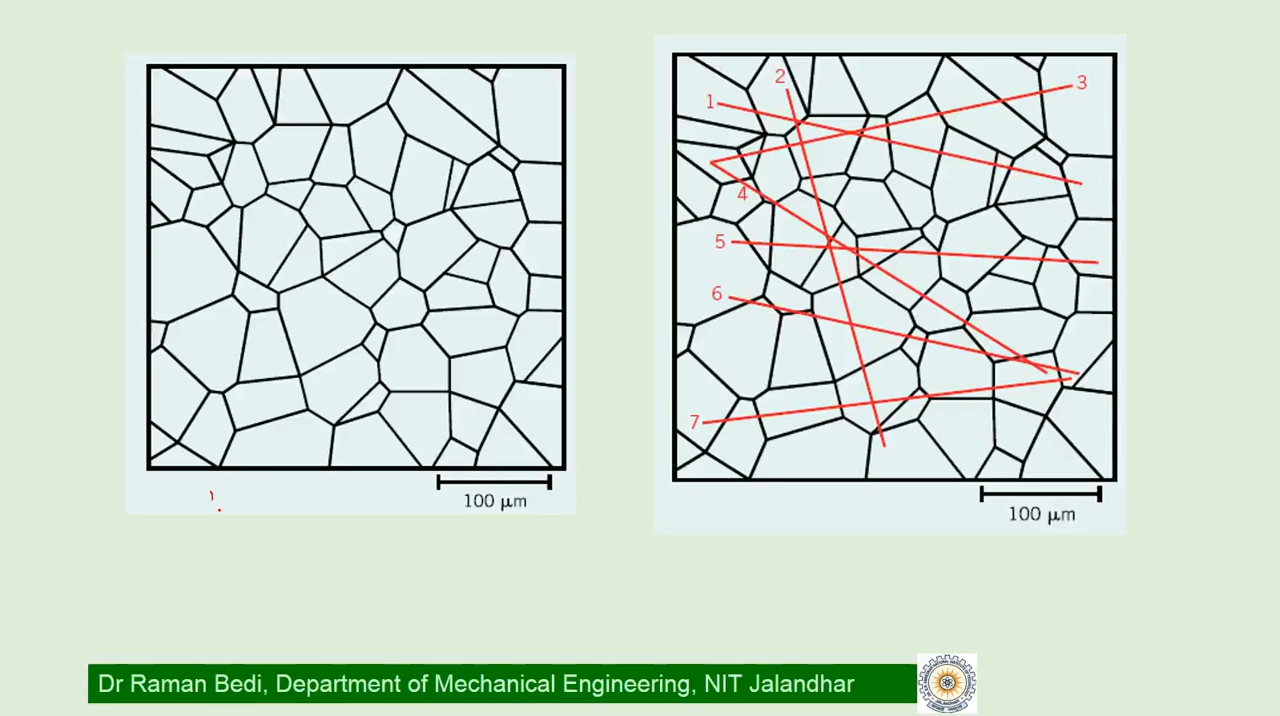 100 μm
1
2
3
4
5
6
7
100 μm
Dr Raman Bedi, Department of Mechanical Engineering, NIT Jalandhar